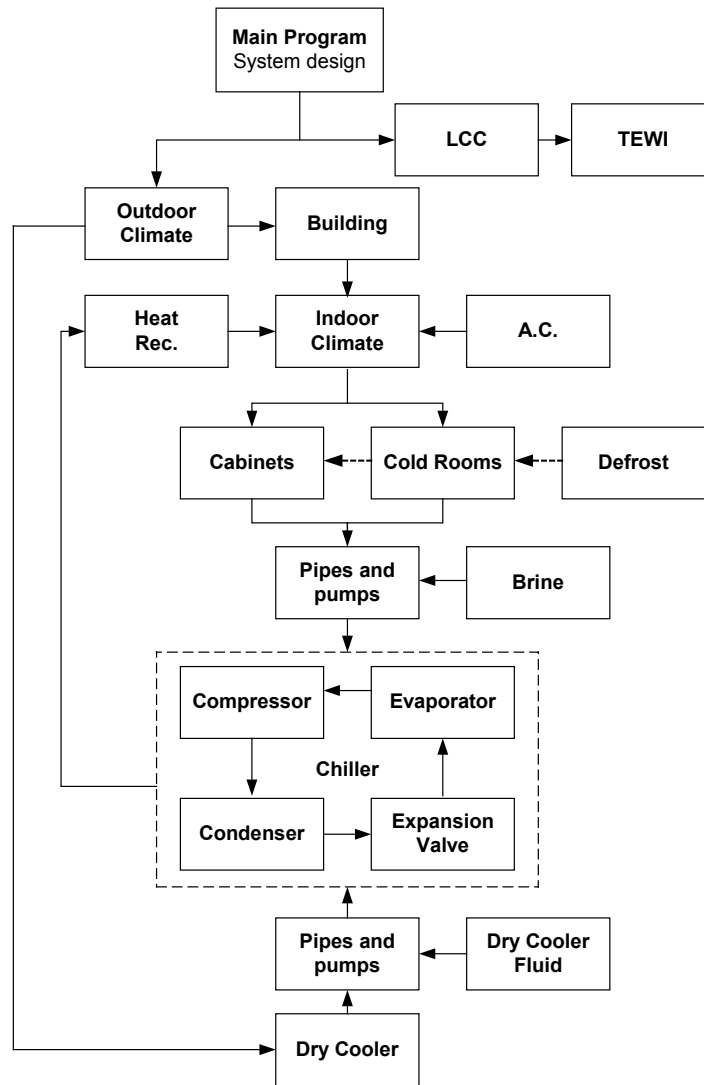 Main Program
System design
LCC
TEWI
Outdoor
Climate
Building
Heat
Rec.
Indoor
Climate
A.C.
Cabinets
Cold Rooms
Defrost
Pipes and
pumps
Brine
Compressor
Evaporator
Chiller
Condenser
Expansion
Valve
Pipes and
pumps
Dry Cooler
Fluid
Dry Cooler